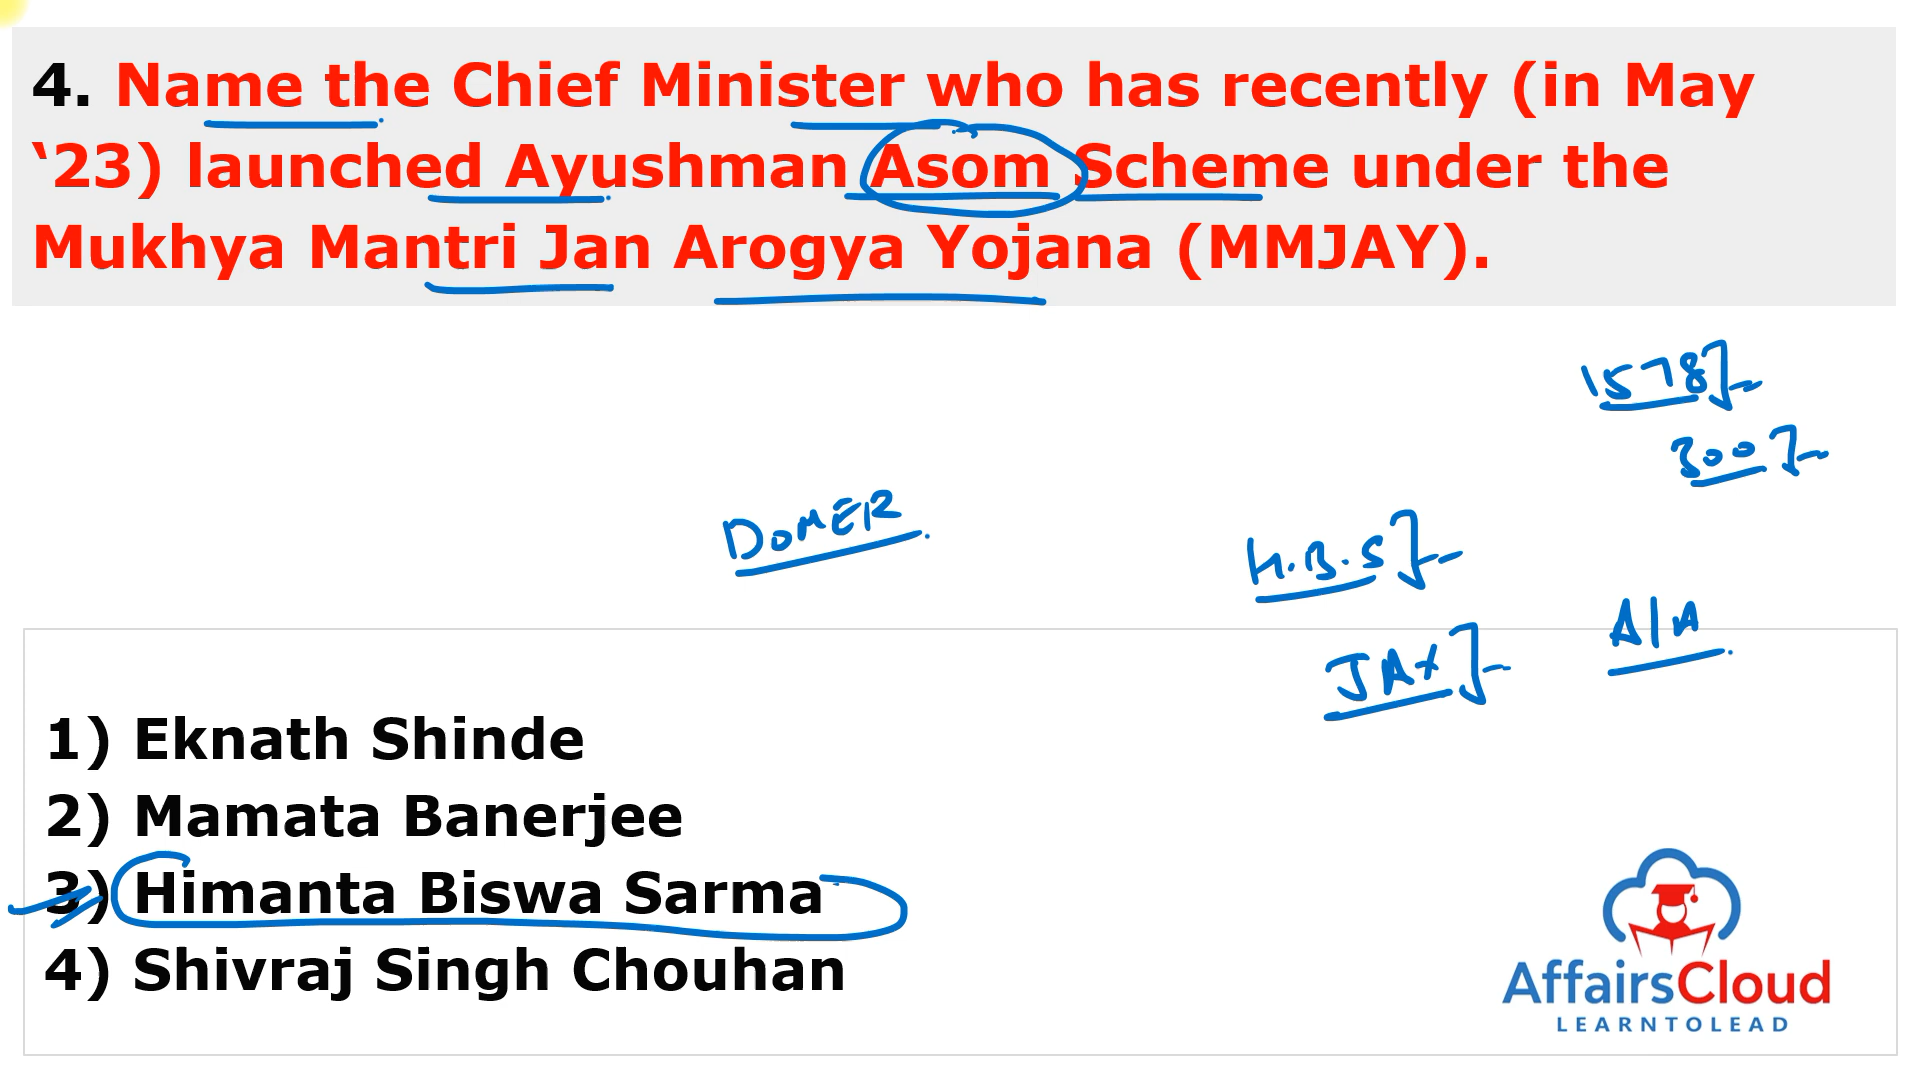 4. Name the Chief Minister who has recently (in May
‘23) launched Ayushman Asom Scheme under the
Mukhya Mantri Jan Arogya Yojana (MMJAY).
1578
300
DOMER
H.B.S
A/A
1) Eknath Shinde
2) Mamata Banerjee
3) Himanta Biswa Sarma
4) Shivraj Singh Chouhan
AffairsCloud
LEARNTOLEAD